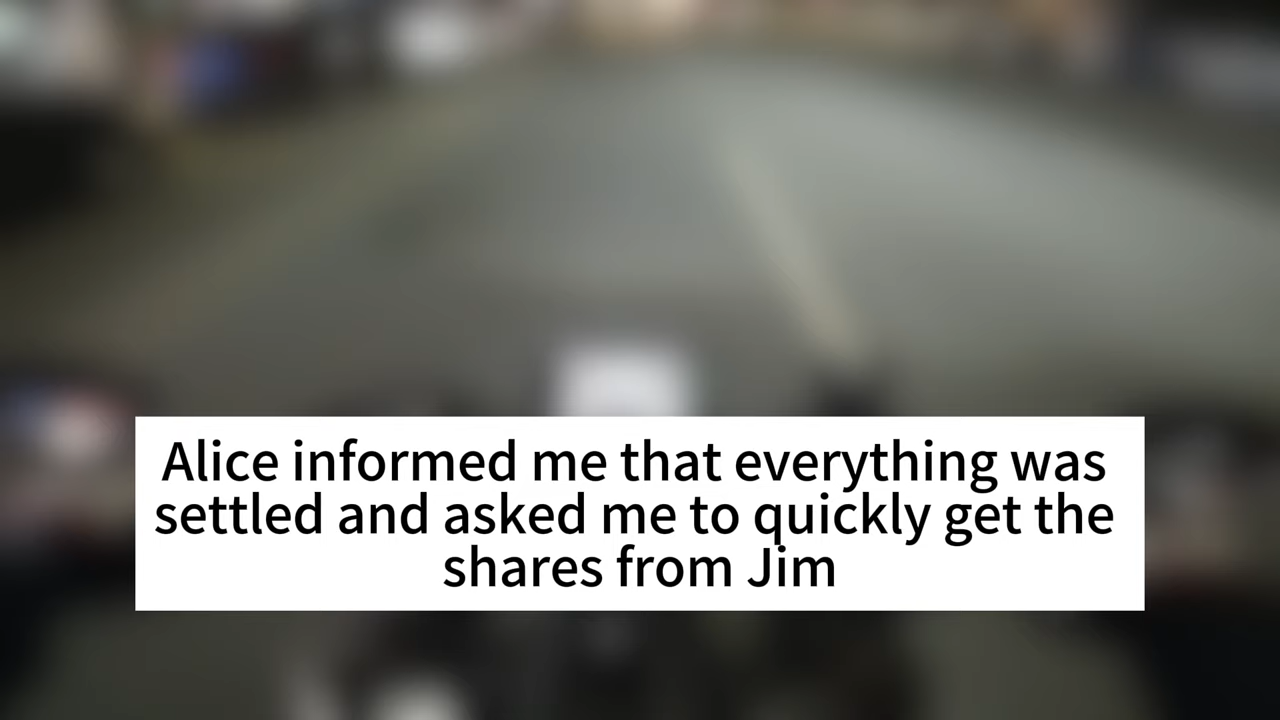 Alice informed me that everything was
settled and asked me to quickly get the
shares from Jim